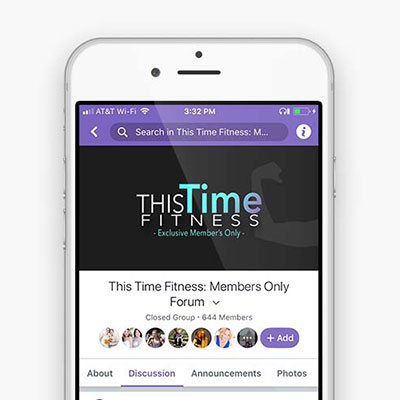 AT&T Wi-Fi 3:32 PM
Search in This Time Fitness: M...
THIS Time
FITNESS
- Exclusive Member's Only -
This Time Fitness: Members Only
Forum
Closed Group • 644 Members
+ Add
About Discussion Announcements Photos